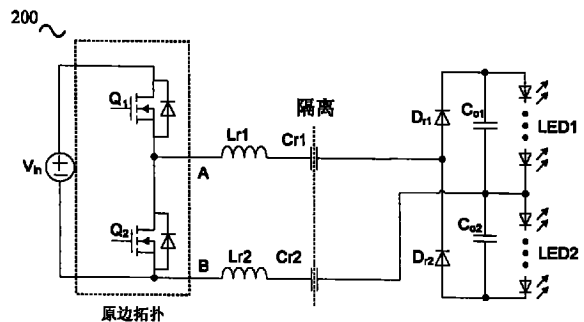 200
Q1
Vin
Q2
原边拓扑
A
B
Lr1
Lr2
隔离
Cr1
Cr2
Dr1
Dr2
Co1
Co2
LED1
LED2